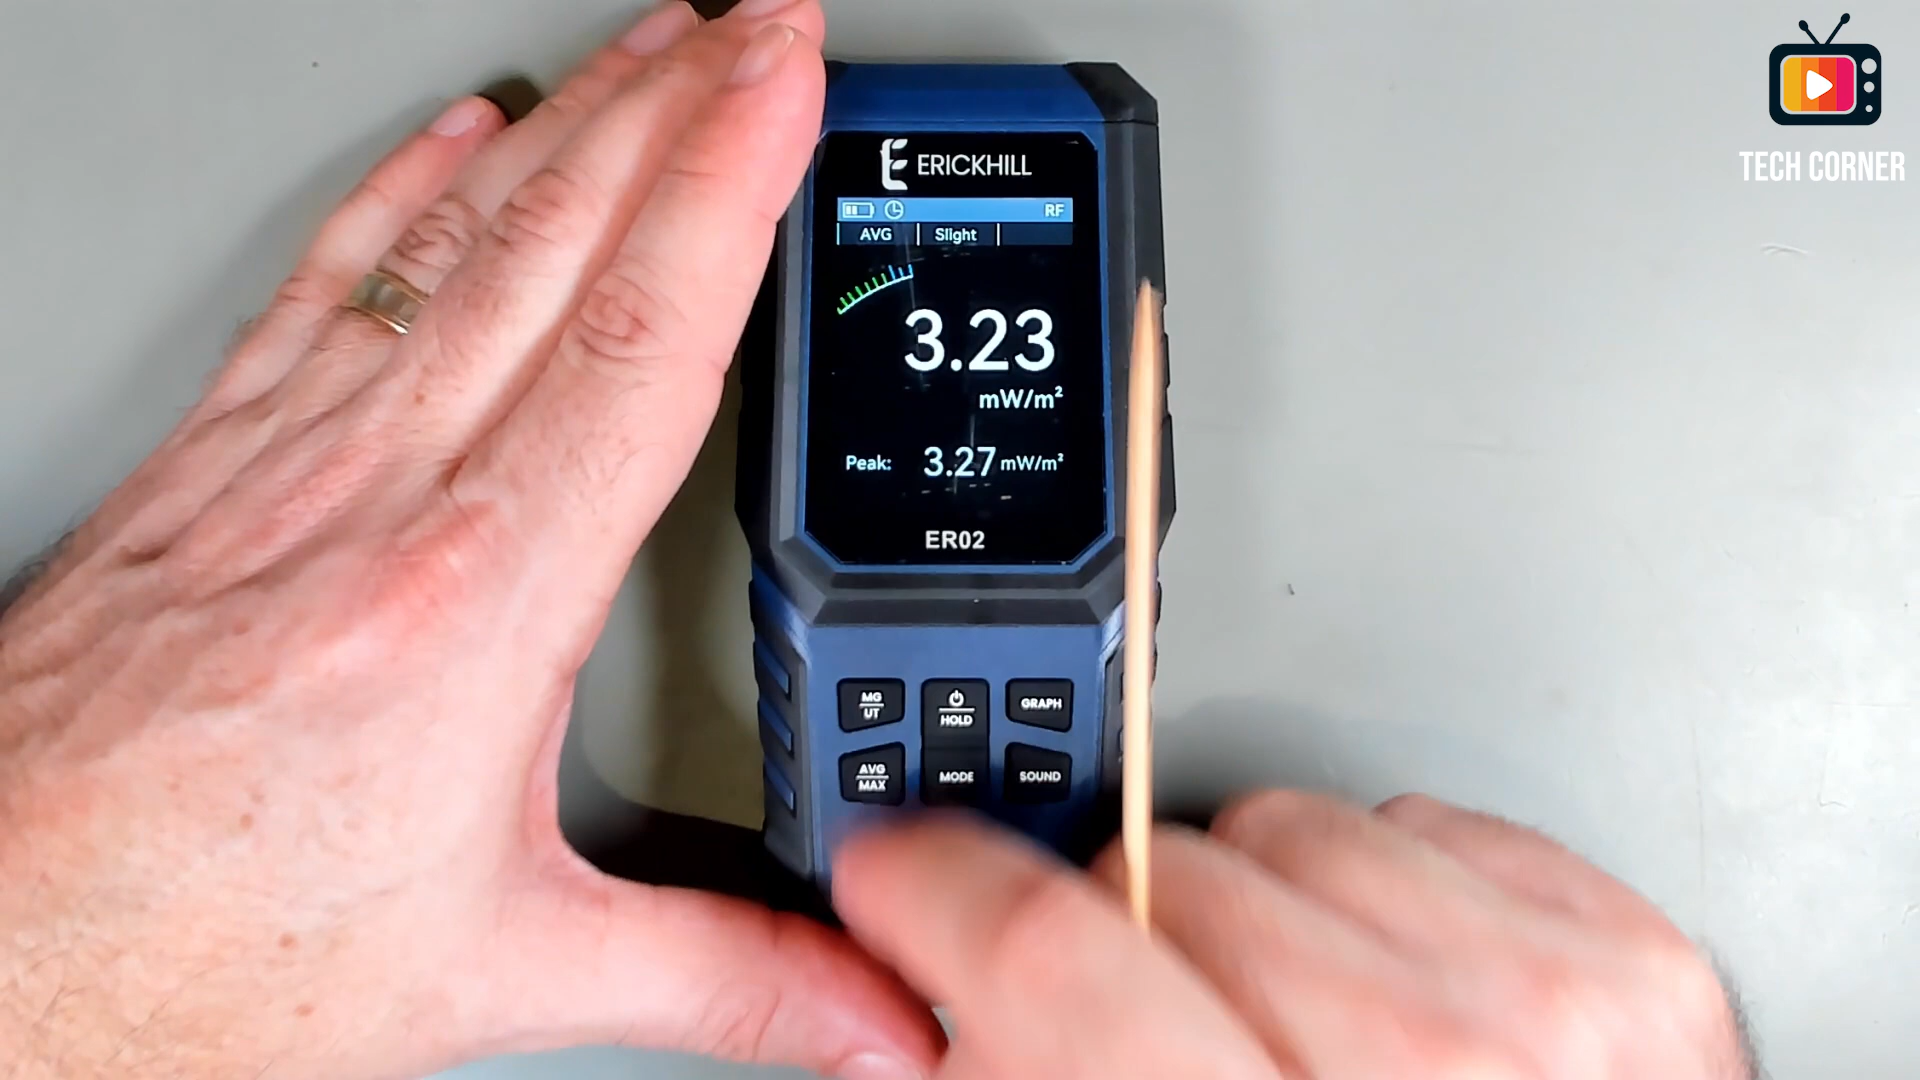 ERICKHILL
RF
AVG Slight
3.23
mW/m²
Peak: 3.27 mW/m²
ER02
MG
UT
HOLD
GRAPH
AVG
MAX
MODE
SOUND
TECH CORNER